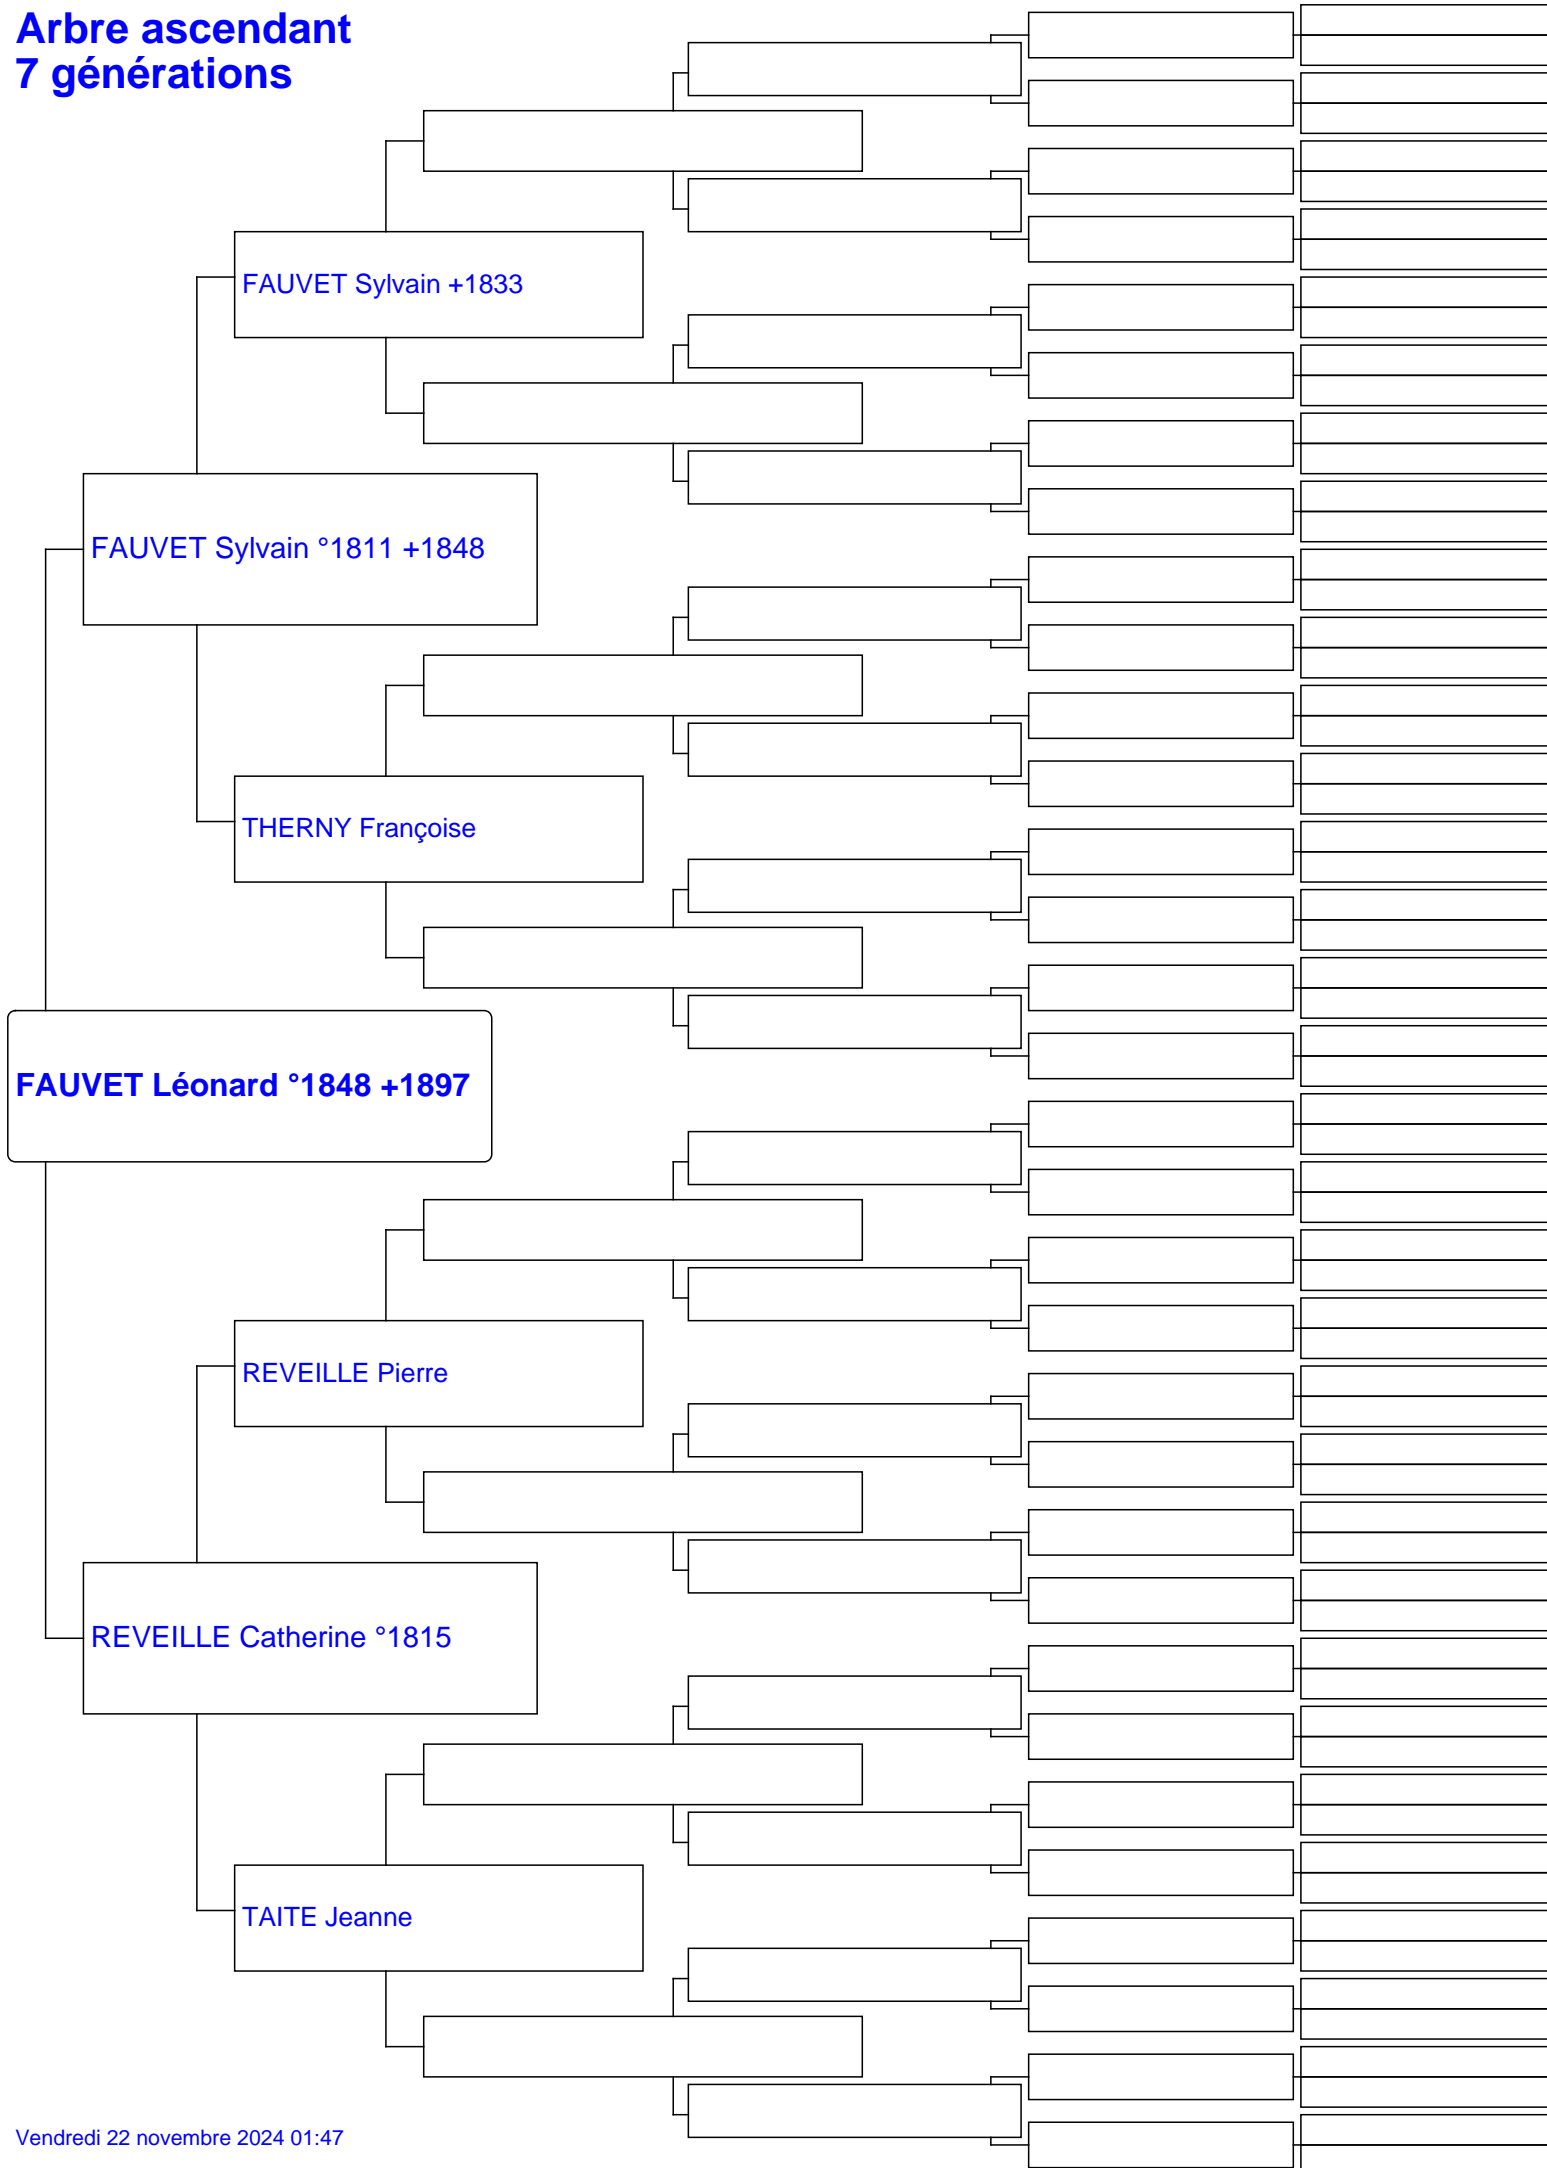 Arbre ascendant
7 générations
FAUVET Sylvain +1833
FAUVET Sylvain °1811 +1848
THERNY Françoise
FAUVET Léonard °1848 +1897
REVEILLE Pierre
REVEILLE Catherine °1815
TAITE Jeanne
Vendredi 22 novembre 2024 01:47